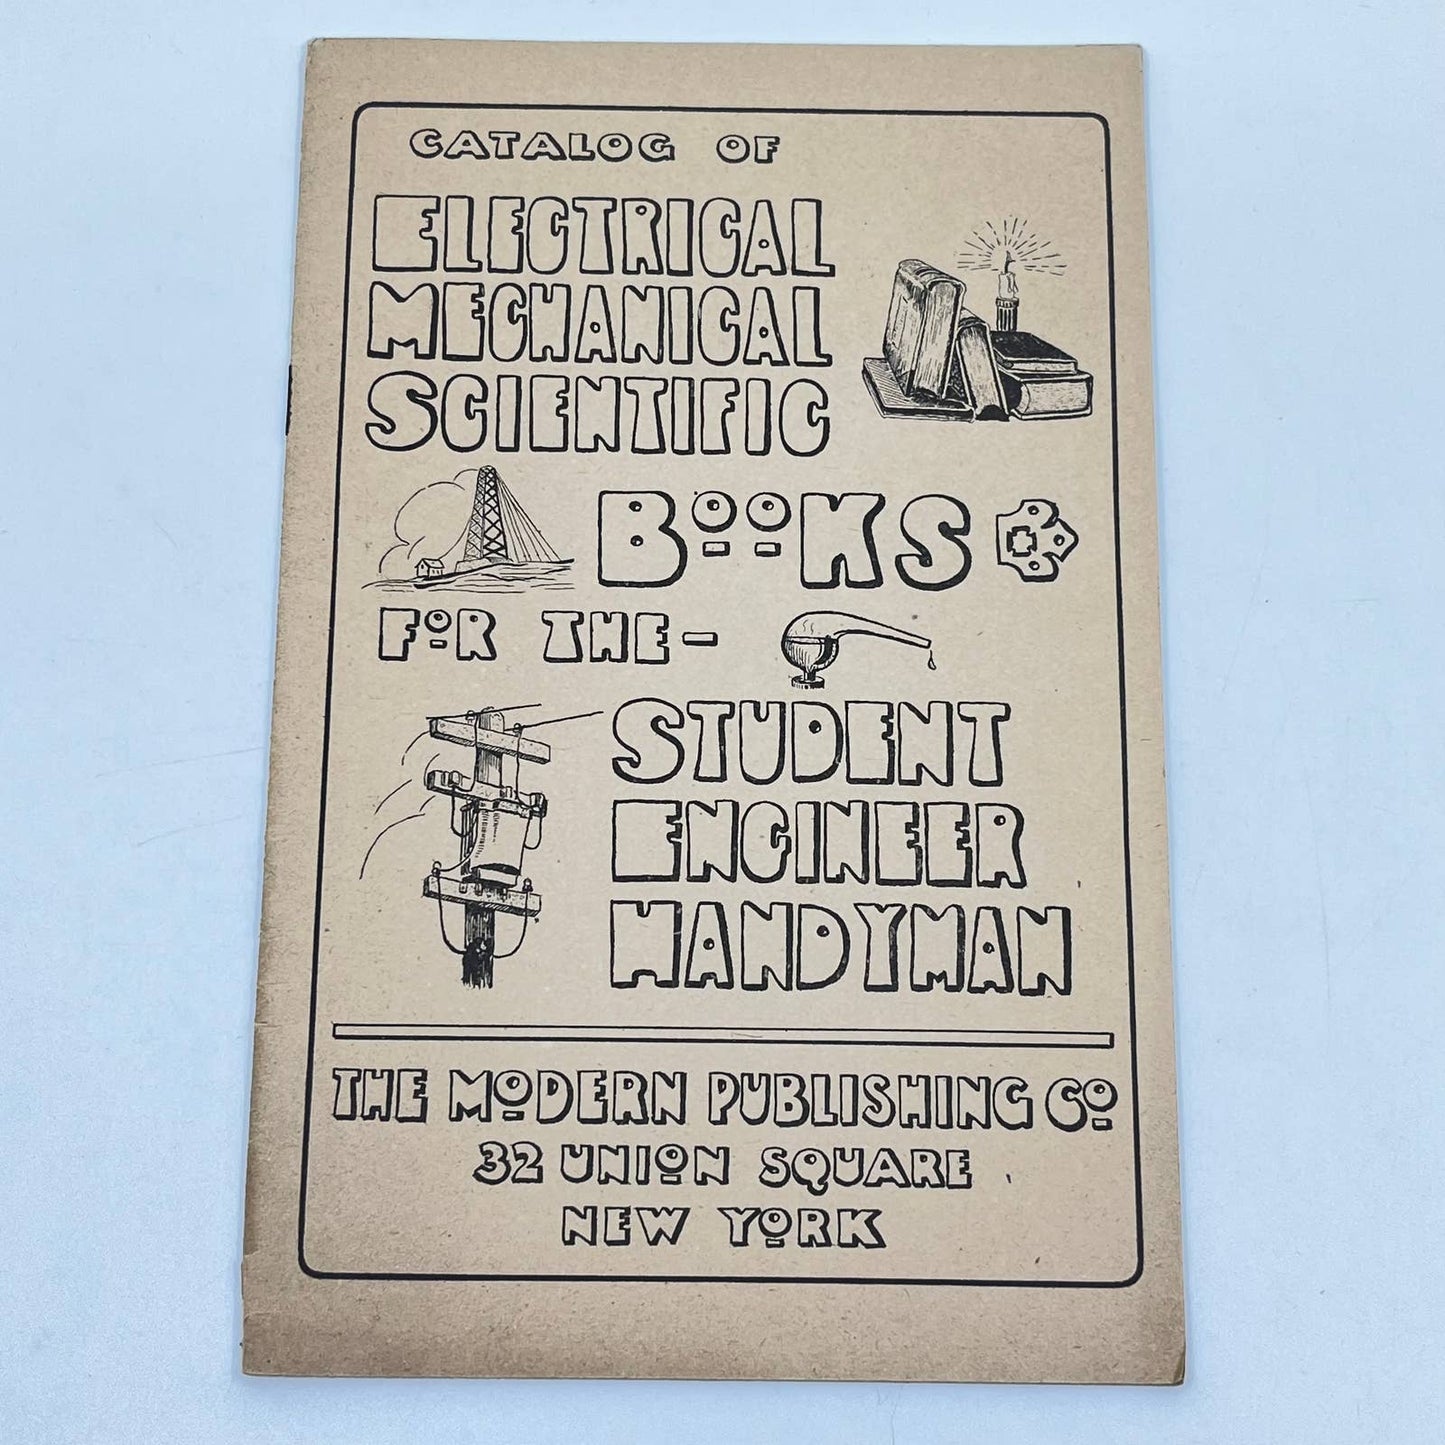 CATALOG OF
ELECTRICAL
MECHANICAL
SCIENTIFIC
BOOKS
FOR THE -
STUDENT
ENGINEER
HANDYMAN
THE MODERN PUBLISHING CO
32 UNION SQUARE
NEW YORK